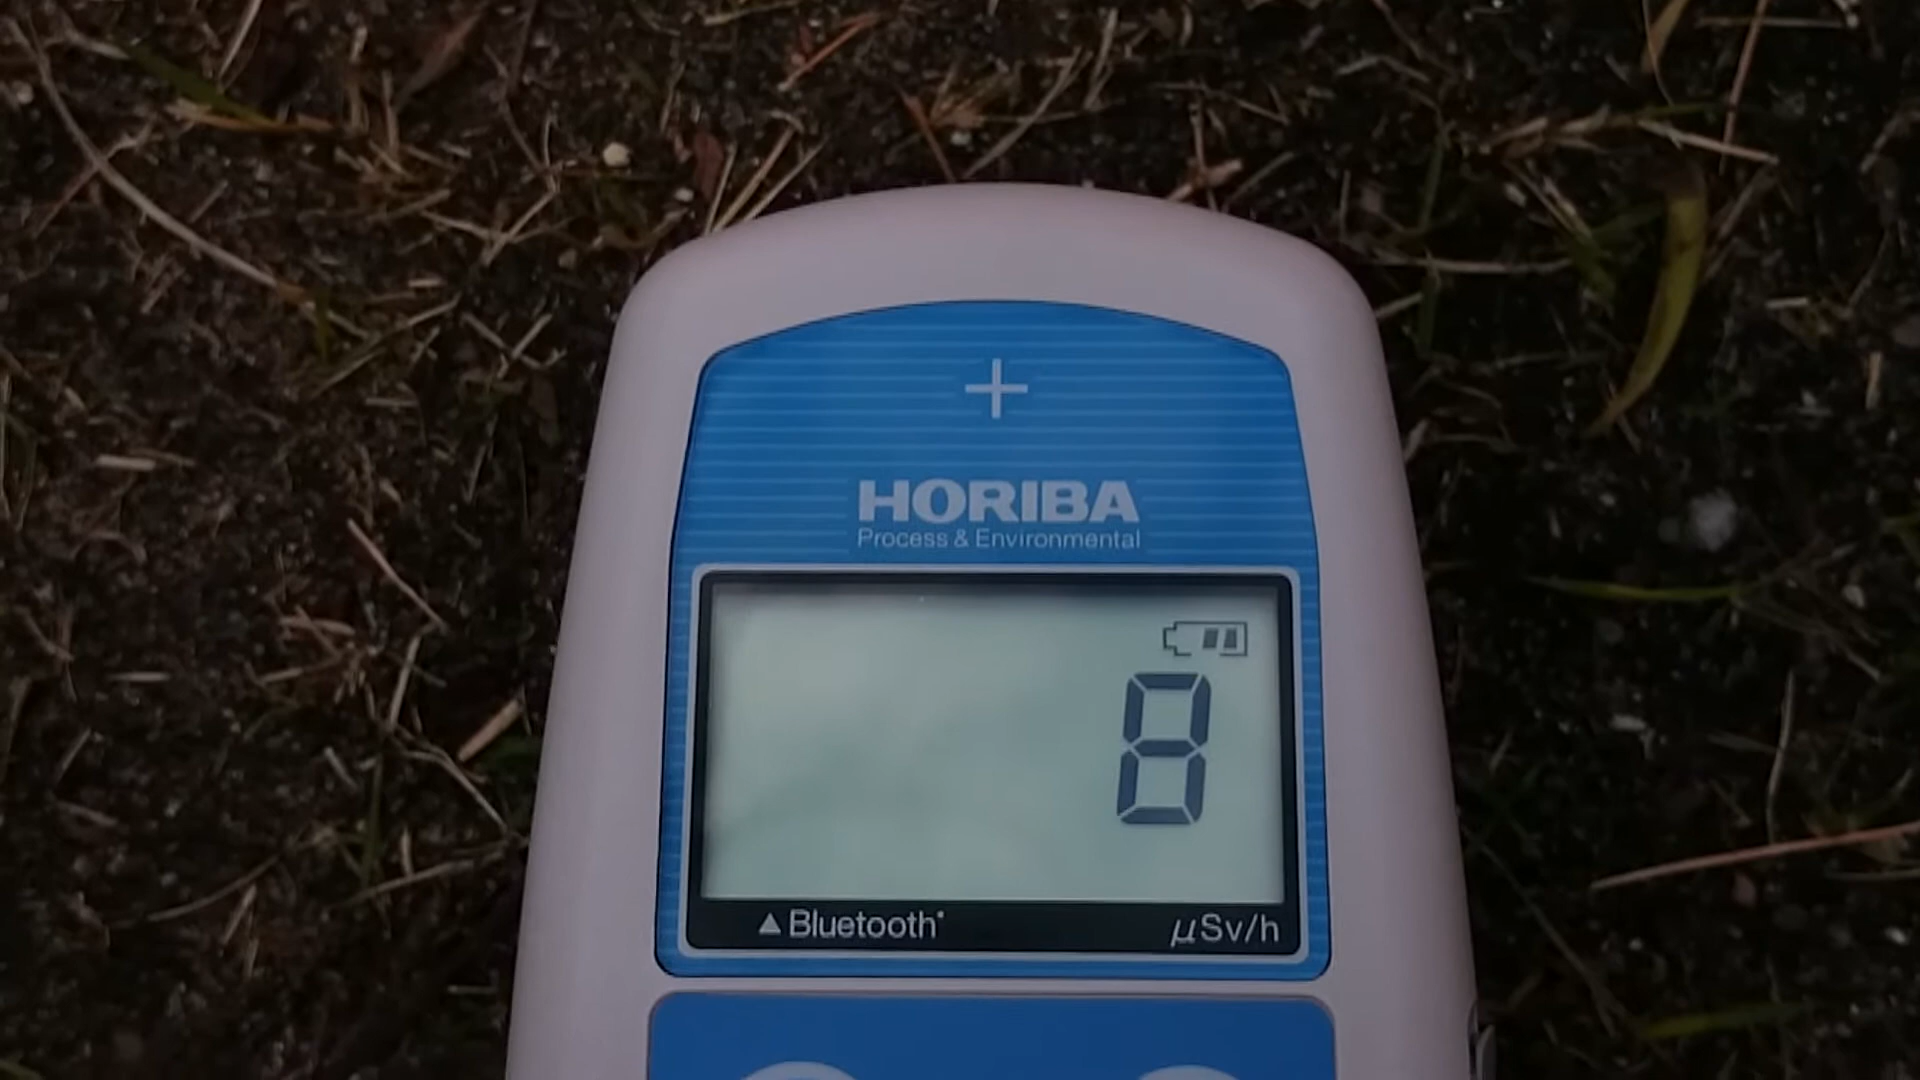 HORIBA
Process & Environmental
8
▲Bluetooth® μSv/h